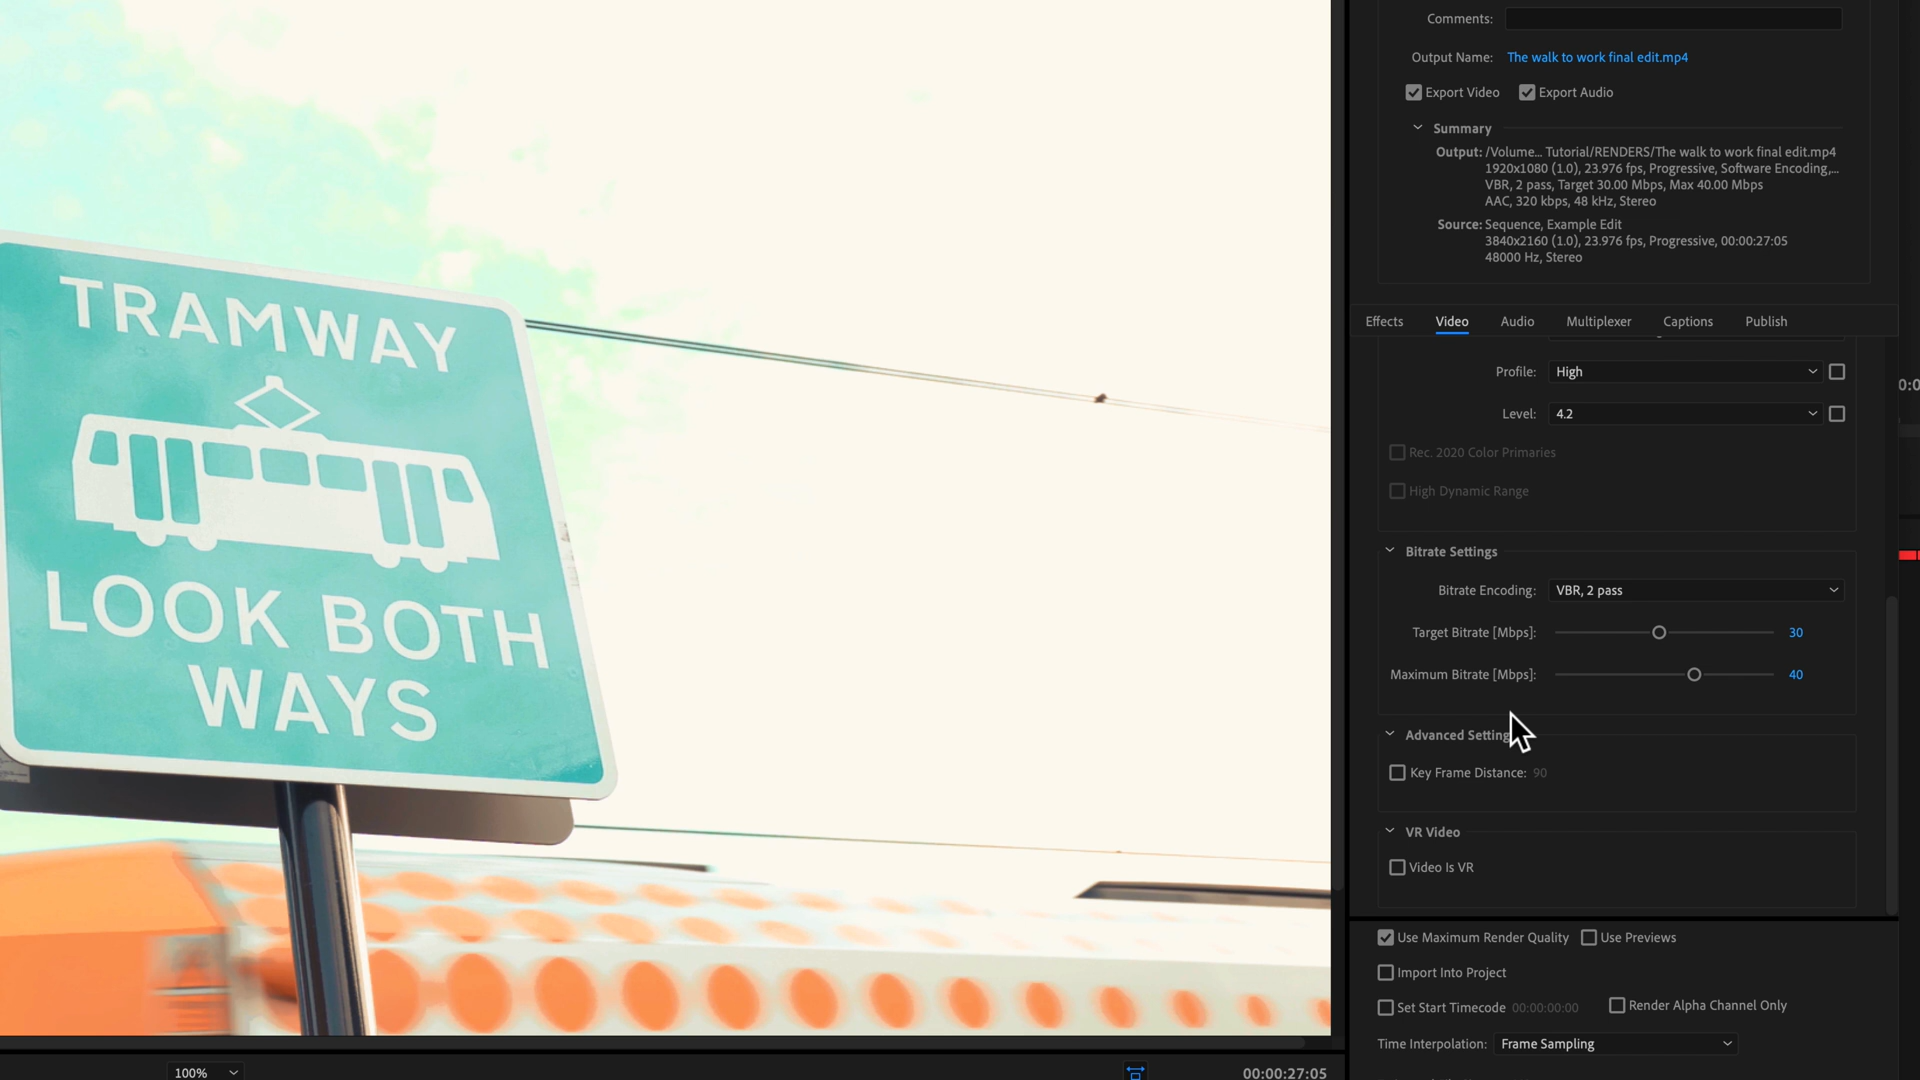 TRAMWAY
LOOK BOTH
WAYS
100%
00:00:27:05
Comments:
Output Name: The walk to work final edit.mp4
Export Video Export Audio
Summary
Output: /Volume... Tutorial/RENDERS/The walk to work final edit.mp4
1920x1080 (1.0), 23.976 fps, Progressive, Software Encoding,...
VBR, 2 pass, Target 30.00 Mbps, Max 40.00 Mbps
AAC, 320 kbps, 48 kHz, Stereo
Source: Sequence, Example Edit
3840x2160 (1.0), 23.976 fps, Progressive, 00:00:27:05
48000 Hz, Stereo
Effects Video Audio Multiplexer Captions Publish
Profile: High
Level: 4.2
Rec. 2020 Color Primaries
High Dynamic Range
Bitrate Settings
Bitrate Encoding: VBR, 2 pass
Target Bitrate [Mbps]: 30
Maximum Bitrate [Mbps]: 40
Advanced Setting
Key Frame Distance: 90
VR Video
Video Is VR
Use Maximum Render Quality Use Previews
Import Into Project
Set Start Timecode 00:00:00:00 Render Alpha Channel Only
Time Interpolation: Frame Sampling